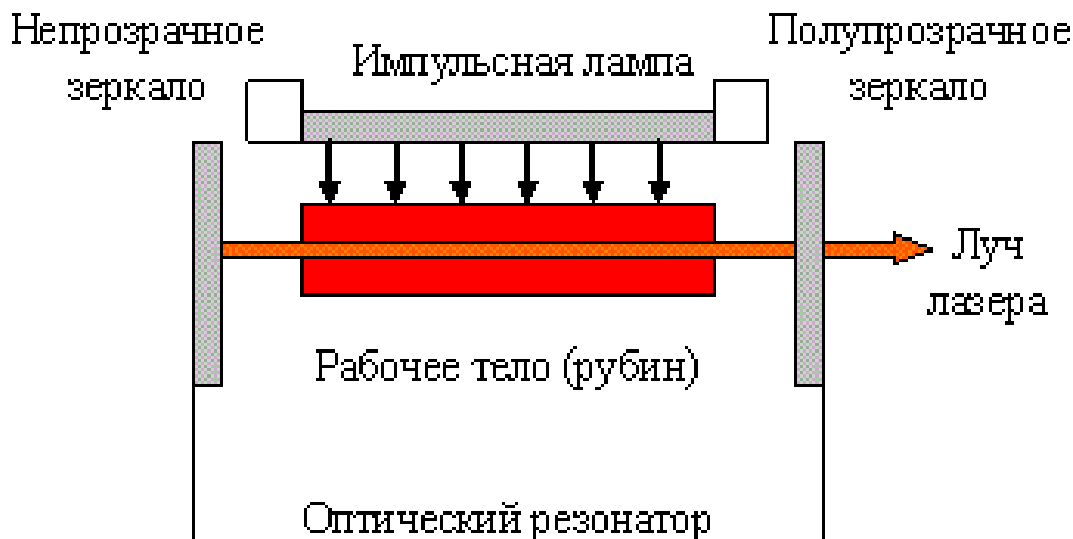 Непрозрачное
зеркало
Импульсная лампа
Полупрозрачное
зеркало
Луч
лазера
Рабочее тело (рубин)
Оптический резонатор